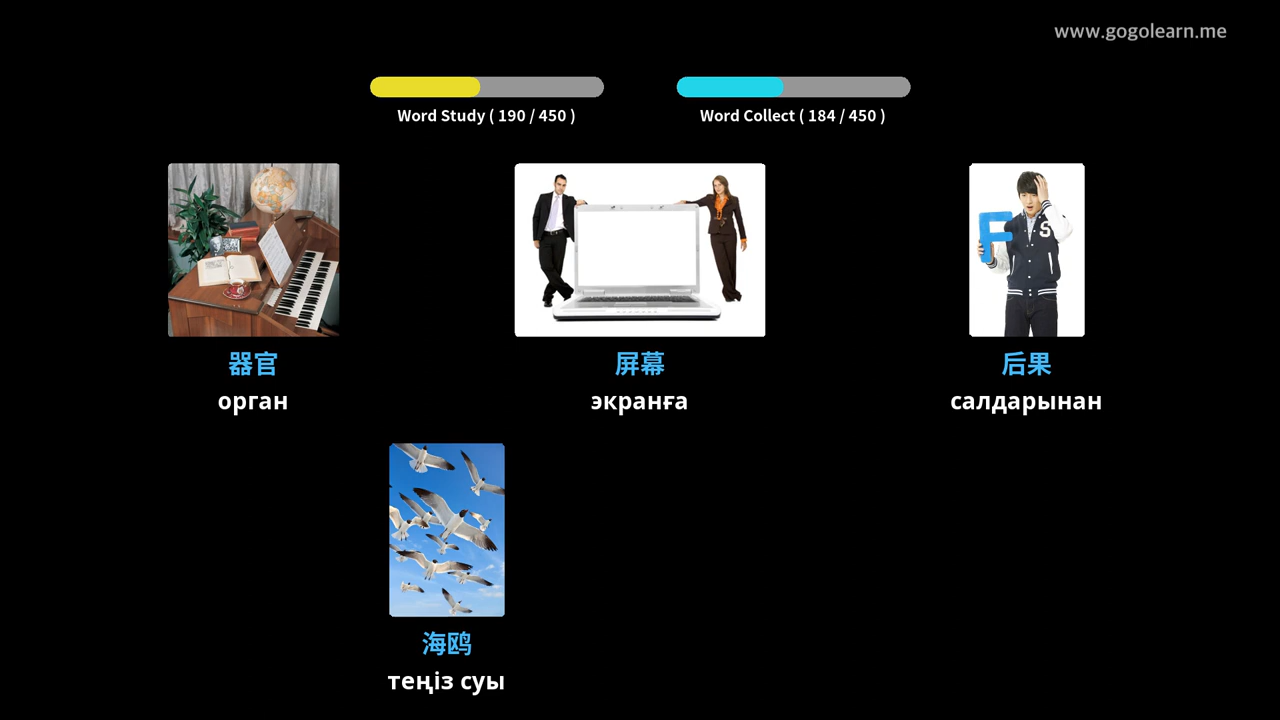 www.gogolearn.me
Word Study ( 190 / 450 )
Word Collect ( 184 / 450 )
F
S
器官
屏幕
后果
орган
экранға
салдарынан
海鸥
теңіз суы